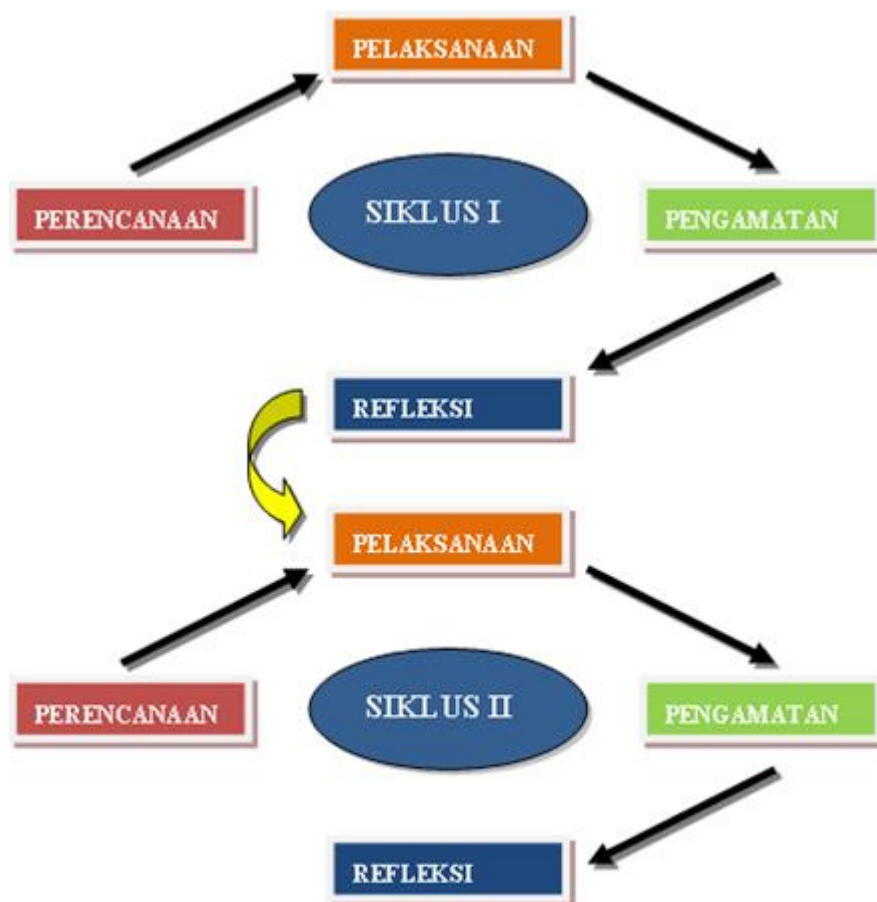 PELAKSANAAN
PERENCANAAN
SIKLUS I
PENGAMATAN
REFLEKSI
PELAKSANAAN
PERENCANAAN
SIKLUS II
PENGAMATAN
REFLEKSI